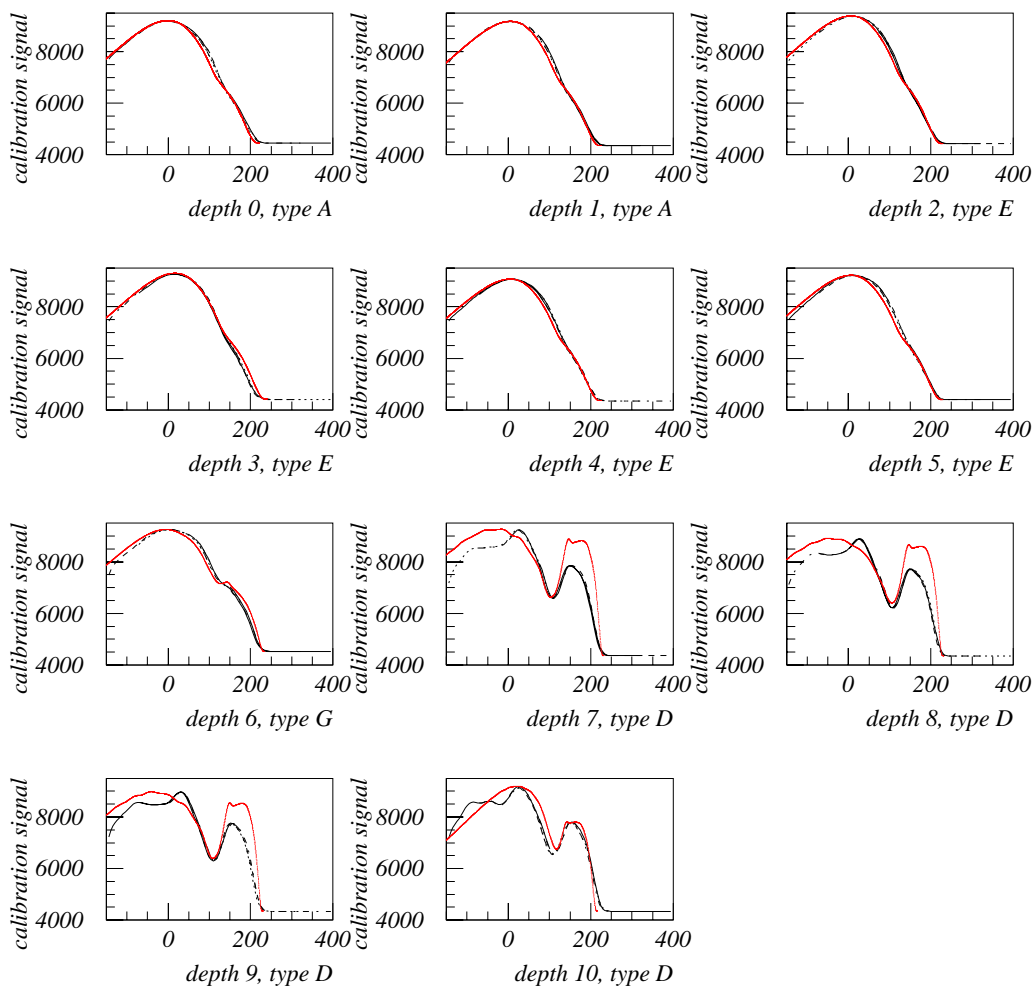 calibration signal
8000
6000
4000
0 200 400
depth 0, type A
calibration signal
8000
6000
4000
0 200 400
depth 1, type A
calibration signal
8000
6000
4000
0 200 400
depth 2, type E
calibration signal
8000
6000
4000
0 200 400
depth 3, type E
calibration signal
8000
6000
4000
0 200 400
depth 4, type E
calibration signal
8000
6000
4000
0 200 400
depth 5, type E
calibration signal
8000
6000
4000
0 200 400
depth 6, type G
calibration signal
8000
6000
4000
0 200 400
depth 7, type D
calibration signal
8000
6000
4000
0 200 400
depth 8, type D
calibration signal
8000
6000
4000
0 200 400
depth 9, type D
calibration signal
8000
6000
4000
0 200 400
depth 10, type D